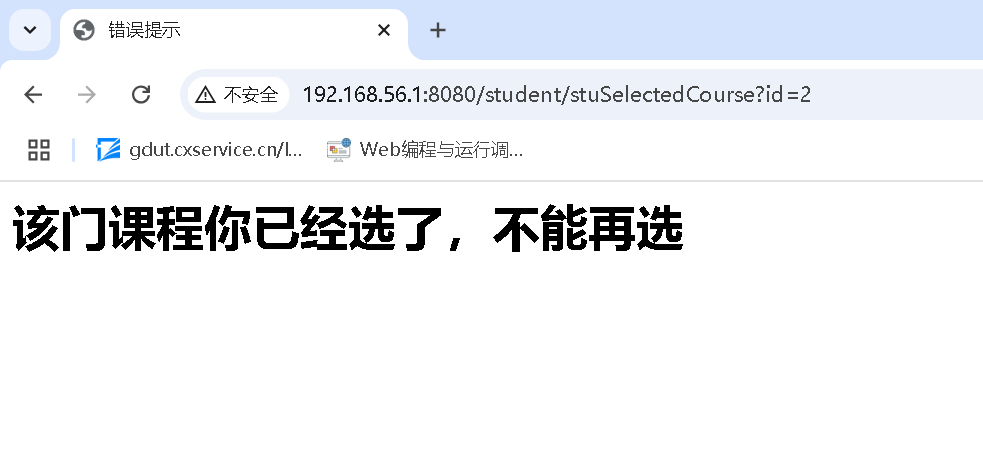 错误提示
不安全 192.168.56.1:8080/student/stuSelectedCourse?id=2
gdut.cxservice.cn/l... Web编程与运行调...
该门课程你已经选了，不能再选